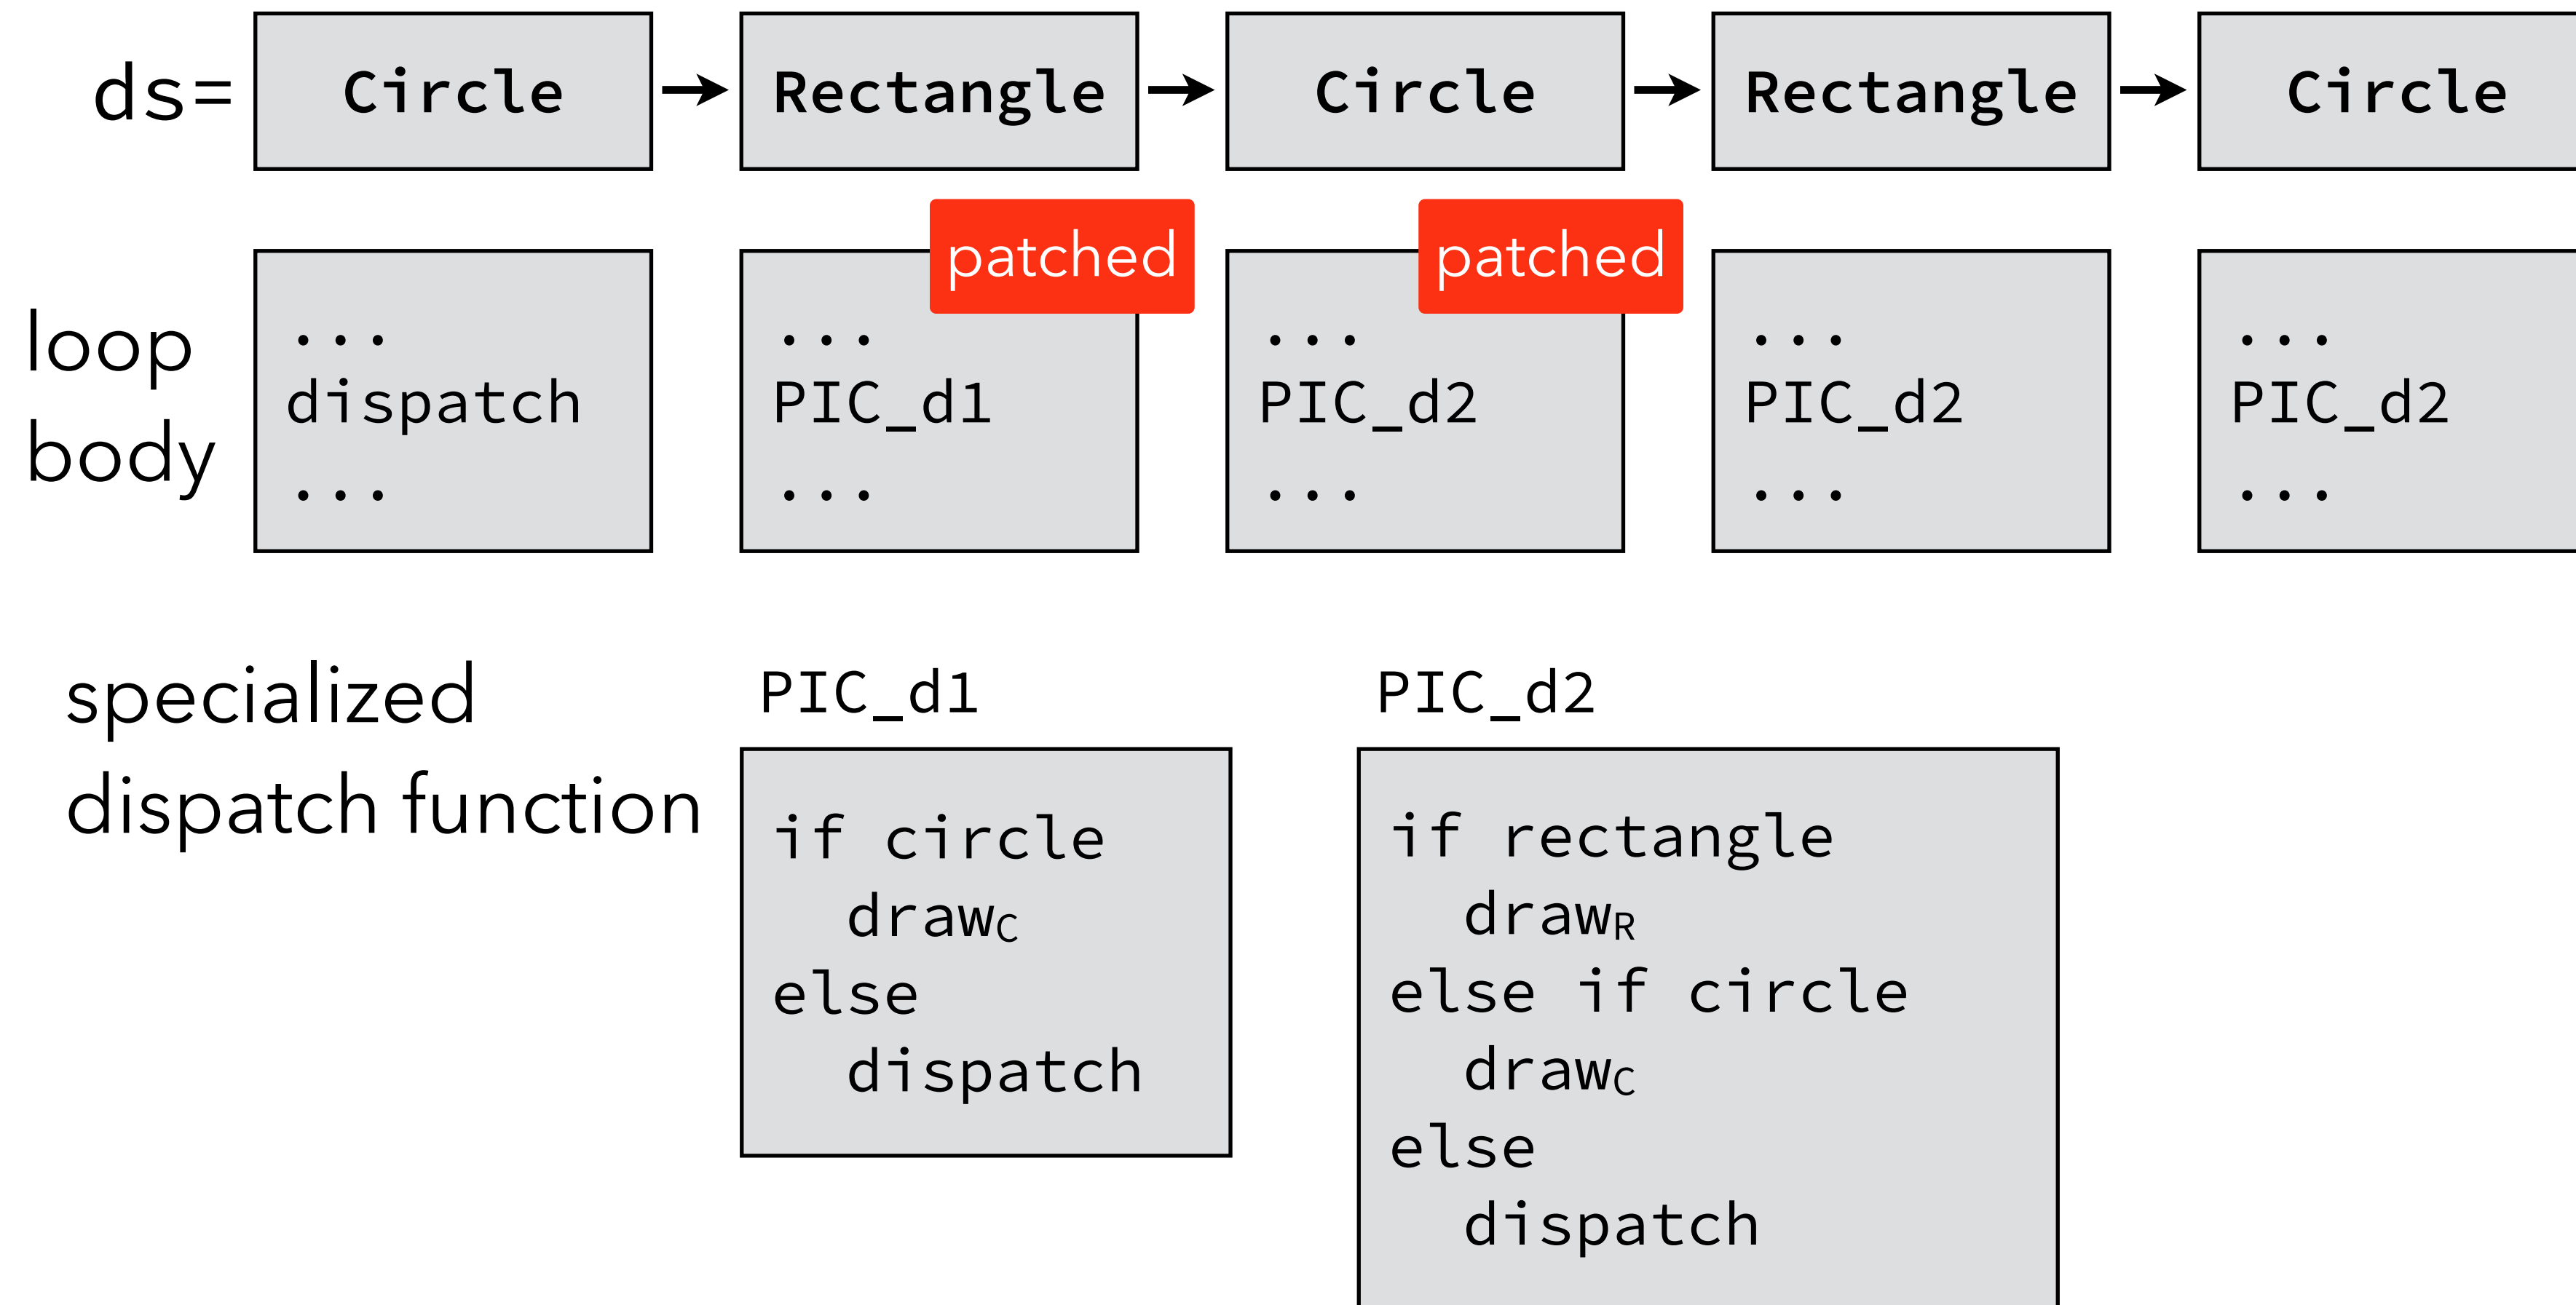 ds= Circle Rectangle Circle Rectangle Circle
patched patched
loop
body
... ... ... ... ...
dispatch PIC_d1 PIC_d2 PIC_d2 PIC_d2
... ... ... ... ...
specialized
dispatch function
PIC_d1
if circle
drawC
else
dispatch
PIC_d2
if rectangle
drawR
else if circle
drawC
else
dispatch